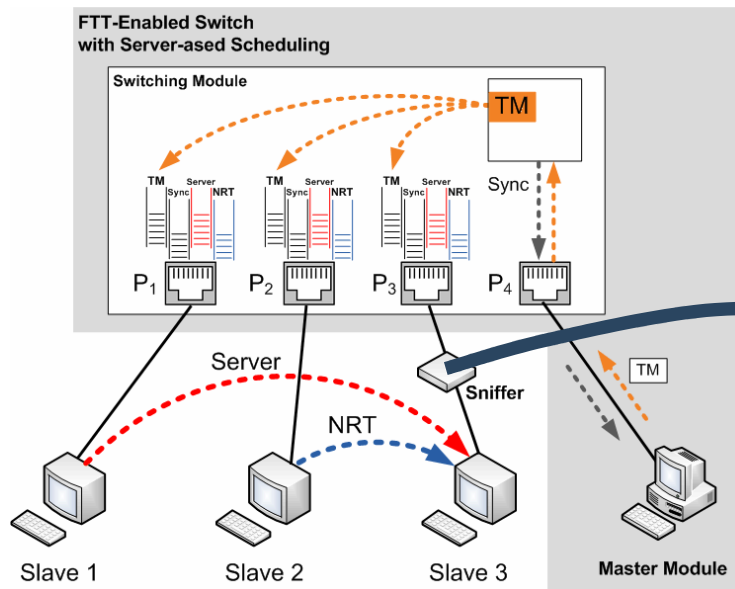 FTT-Enabled Switch
with Server-ased Scheduling
Switching Module
TM
Sync
TM
Server
Sync
NRT
TM
Server
Sync
NRT
TM
Server
Sync
NRT
P1
P2
P3
P4
Server
NRT
Sniffer
TM
Slave 1
Slave 2
Slave 3
Master Module